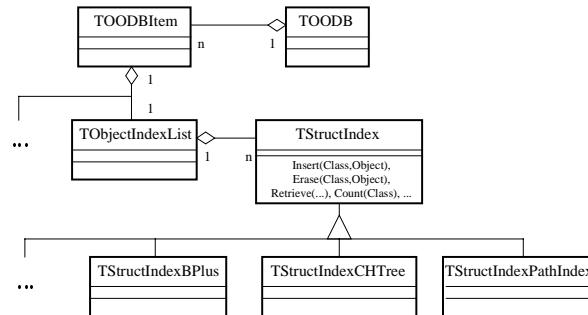 TOODBItem
TOODB
n
1
1
1
...
TObjectIndexList
TStructIndex
1
n
Insert(Class,Object),
Erase(Class,Object),
Retrieve(...), Count(Class), ...
...
TStructIndexBPlus
TStructIndexCHTree
TStructIndexPathIndex